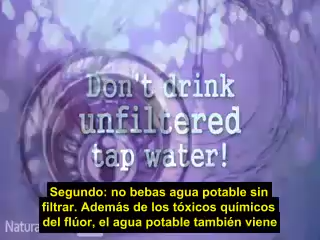 Don't drink
unfiltered
tap water!
Segundo: no bebas agua potable sin
filtrar. Además de los tóxicos químicos
del flúor, el agua potable también viene
Natura